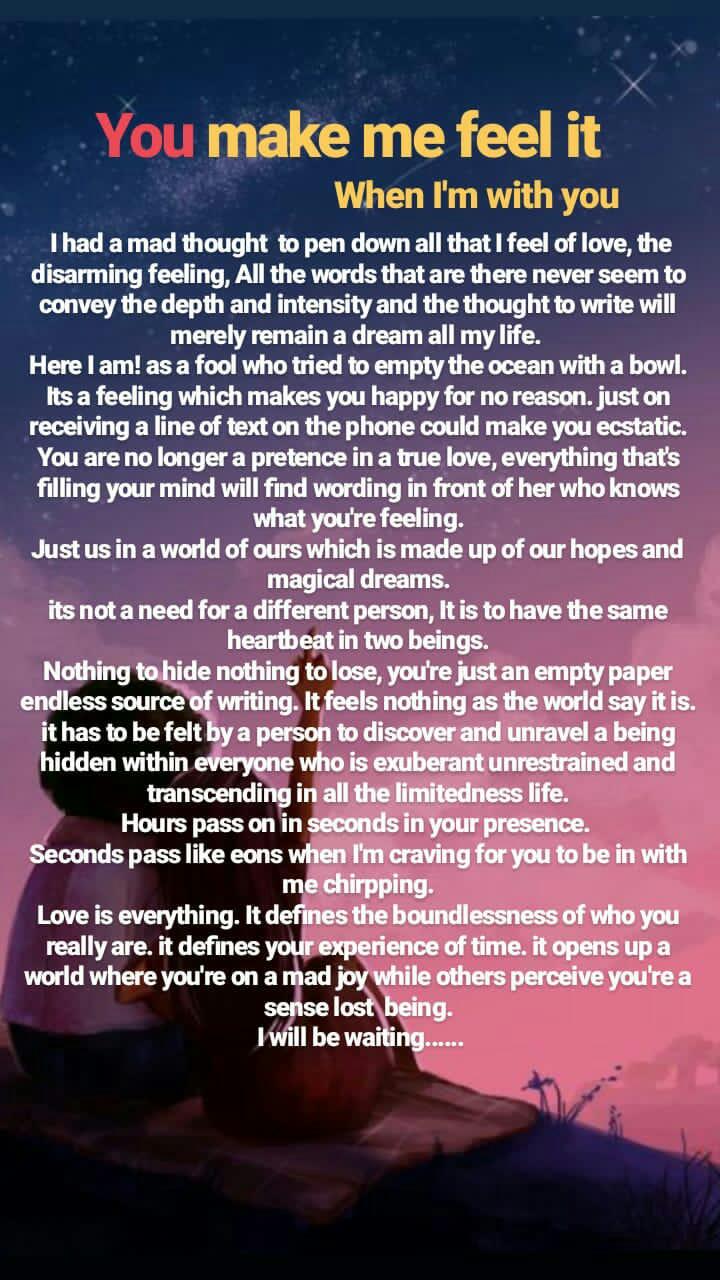 You make me feel it
When I'm with you
I had a mad thought  to pen down all that I feel of love, the
disarming feeling, All the words that are there never seem to
convey the depth and intensity and the thought to write will
merely remain a dream all my life.
Here I am! as a fool who tried to empty the ocean with a bowl.
Its a feeling which makes you happy for no reason. just on
receiving a line of text on the phone could make you ecstatic.
You are no longer a pretence in a true love, everything that's
filling your mind will find wording in front of her who knows
what you're feeling.
Just us in a world of ours which is made up of our hopes and
magical dreams.
its not a need for a different person, It is to have the same
heartbeat in two beings.
Nothing to hide nothing to lose, you're just an empty paper
endless source of writing. It feels nothing as the world say it is.
it has to be felt by a person to discover and unravel a being
hidden within everyone who is exuberant unrestrained and
transcending in all the limitedness life.
Hours pass on in seconds in your presence.
Seconds pass like eons when I'm craving for you to be in with
me chirpping.
Love is everything. It defines the boundlessness of who you
really are. it defines your experience of time. it opens up a
world where you're on a mad joy while others perceive you're a
sense lost  being.
I will be waiting......